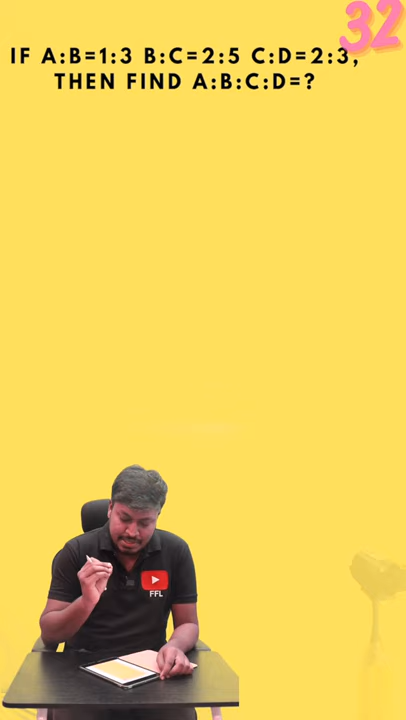 32
IF A:B=1:3 B:C=2:5 C:D=2:3,
THEN FIND A:B:C:D=?
FFL